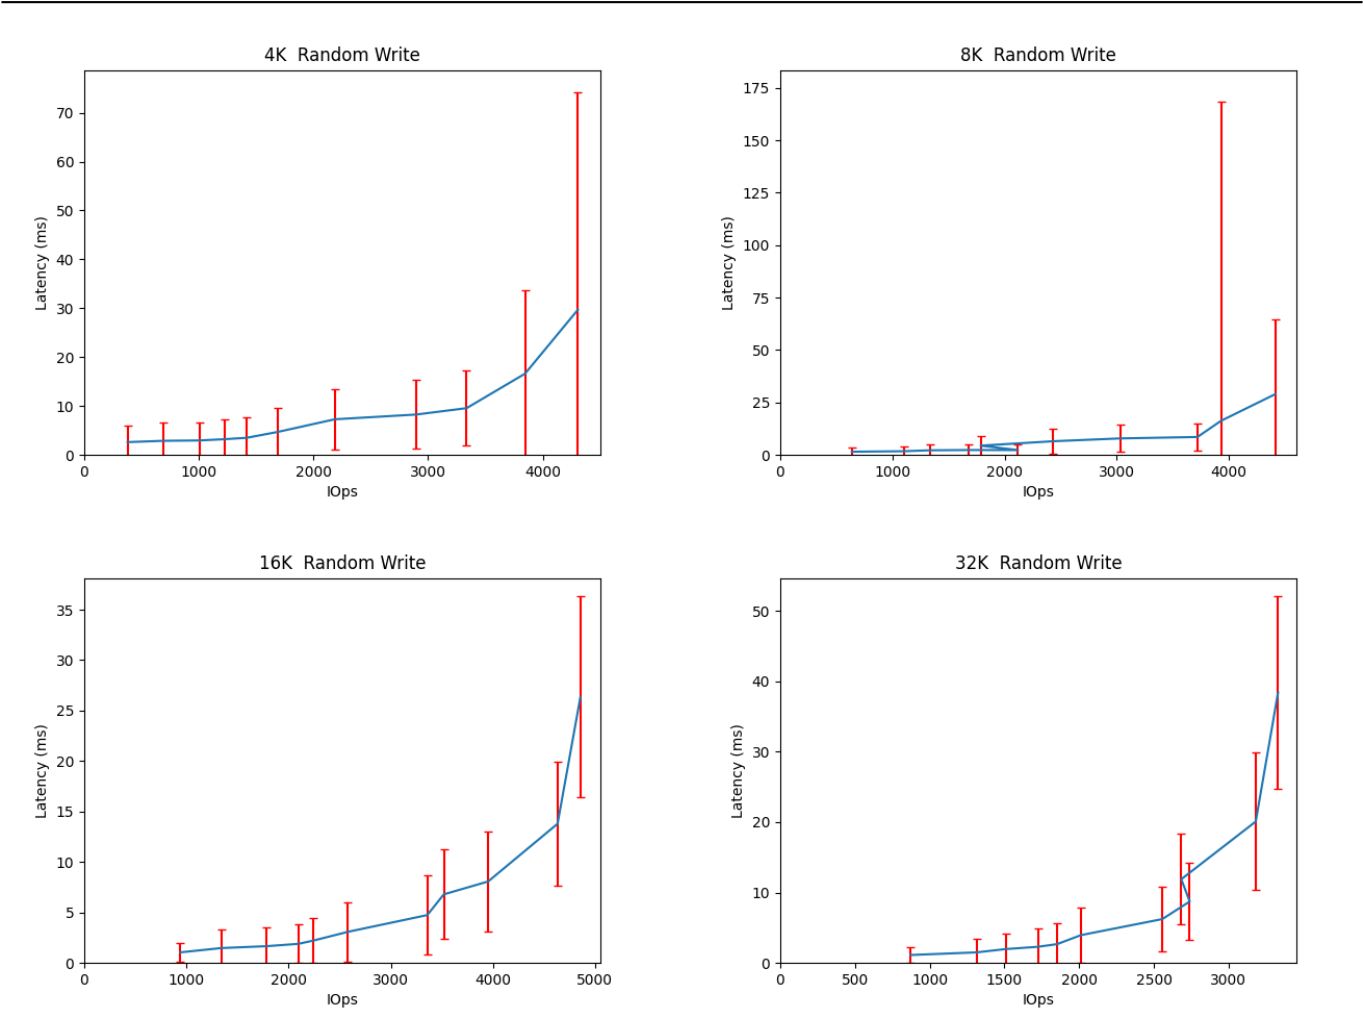 4K  Random Write
70
60
50
40
30
20
10
0
Latency (ms)
0 1000 2000 3000 4000
IOps
8K  Random Write
175
150
125
100
75
50
25
0
Latency (ms)
0 1000 2000 3000 4000
IOps
16K  Random Write
35
30
25
20
15
10
5
0
Latency (ms)
0 1000 2000 3000 4000 5000
IOps
32K  Random Write
50
40
30
20
10
0
Latency (ms)
0 500 1000 1500 2000 2500 3000
IOps